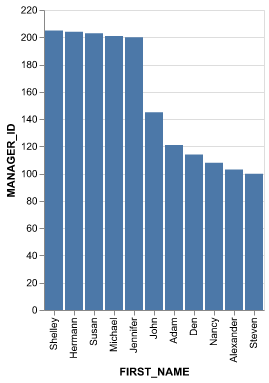 220
200
180
160
140
120
100
80
60
40
20
0
MANAGER_ID
Shelley
Hermann
Susan
Michael
Jennifer
John
Adam
Den
Nancy
Alexander
Steven
FIRST_NAME